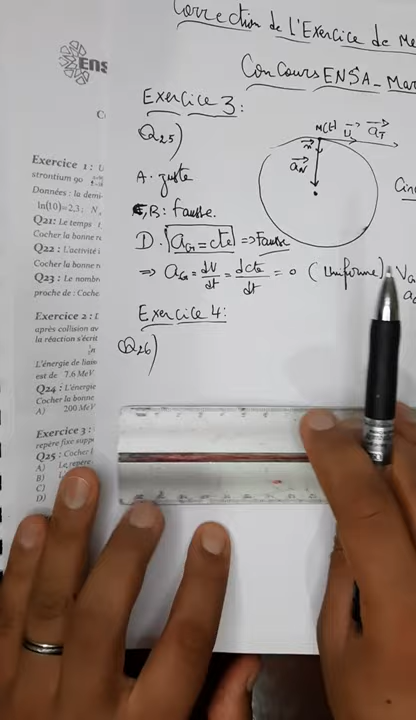 Correction de l'Exercice de Me
Concours ENSA_Mar
ENS
Exercice 3:
Q25)
M(t) u⃗ a⃗T
n⃗
a⃗N
A. juste
B: fausse.
D. aG = cte => Fausse
=> aG = dV/dt = dcte/dt = 0 (Uniforme)
Exercice 4:
Q26)
Exercice 1 :
strontium 90
Données : la demi-
ln(10)=2,3; N
Q21: Le temps
Cocher la bonne r
Q22 : L'activité i
Cocher la bonne r
Q23 : Le nomb
proche de : Coche
Exercice 2 :
après collision av
la réaction s'écrit
L'énergie de liais
est de 7.6 MeV
Q24 : L'énergie
Cocher la bonne
A) 200 MeV
Exercice 3 :
repère fixe supp
Q25 : Cocher
A) Le repère
B)
C)
D)